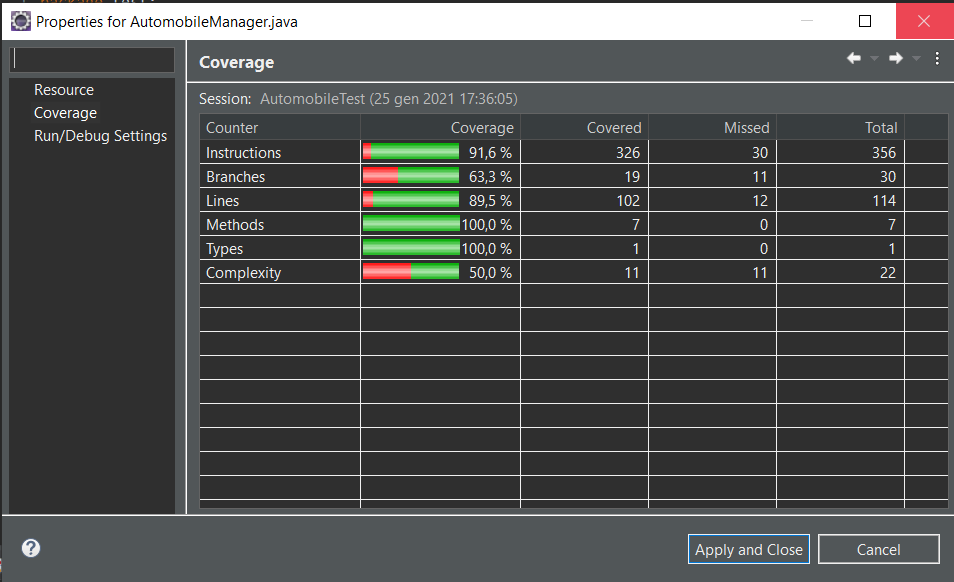 Properties for AutomobileManager.java
Resource
Coverage
Run/Debug Settings
Coverage
Session: AutomobileTest (25 gen 2021 17:36:05)
Counter Coverage Covered Missed Total
Instructions 91,6 % 326 30 356
Branches 63,3 % 19 11 30
Lines 89,5 % 102 12 114
Methods 100,0 % 7 0 7
Types 100,0 % 1 0 1
Complexity 50,0 % 11 11 22
Apply and Close Cancel